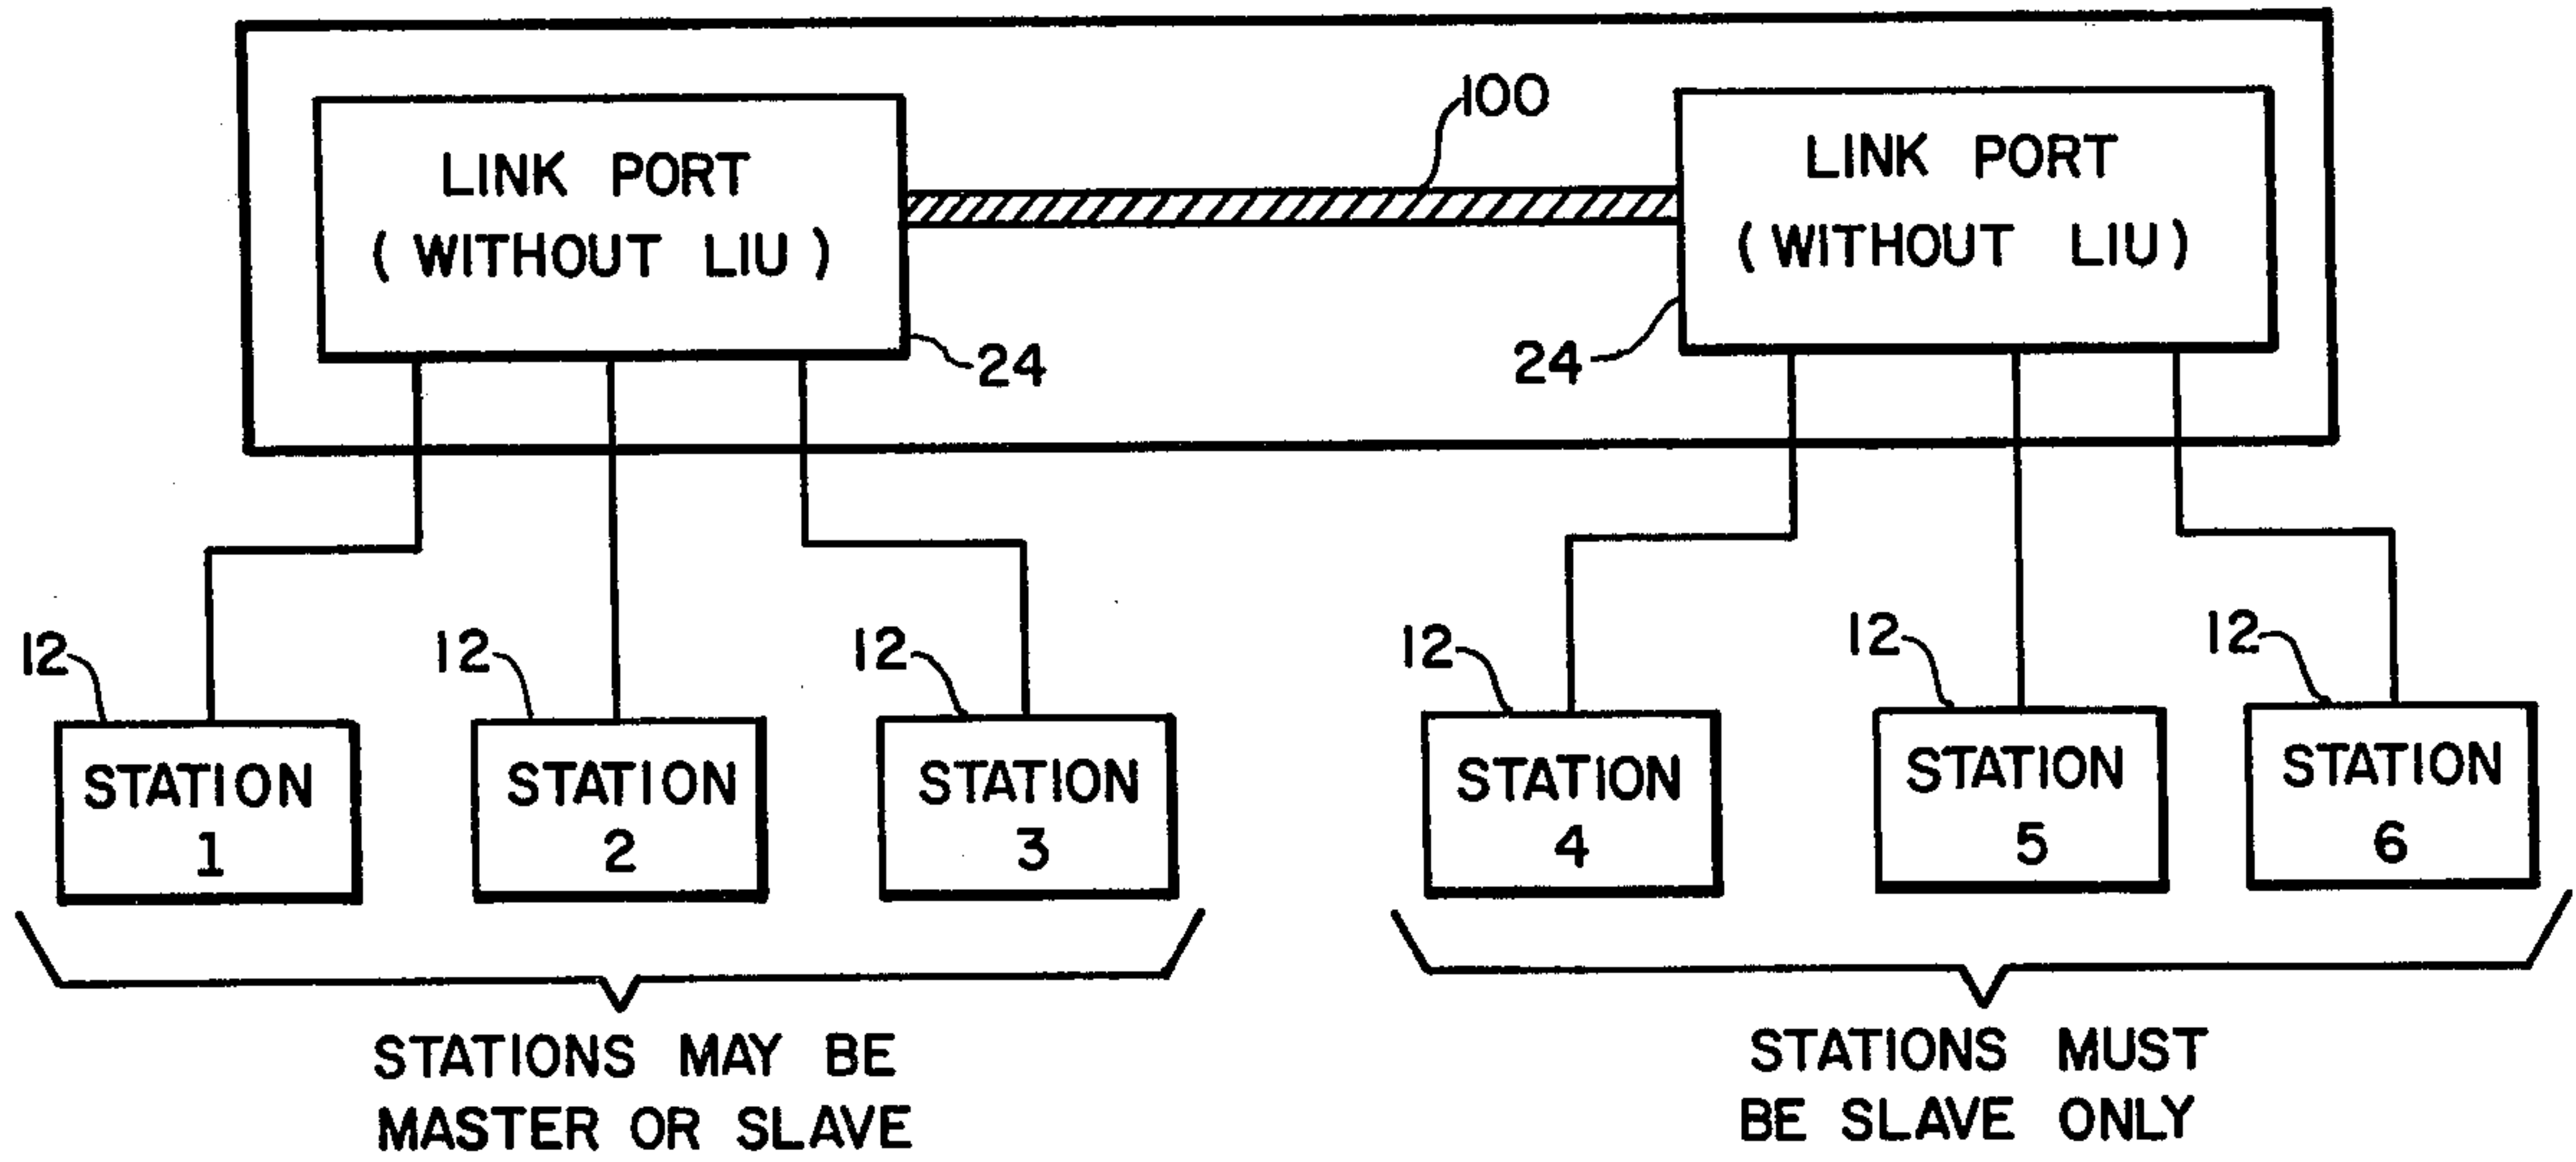 100
LINK PORT
(WITHOUT LIU)
LINK PORT
(WITHOUT LIU)
24
24
12
12
12
12
12
12
STATION
1
STATION
2
STATION
3
STATION
4
STATION
5
STATION
6
STATIONS MAY BE
MASTER OR SLAVE
STATIONS MUST
BE SLAVE ONLY